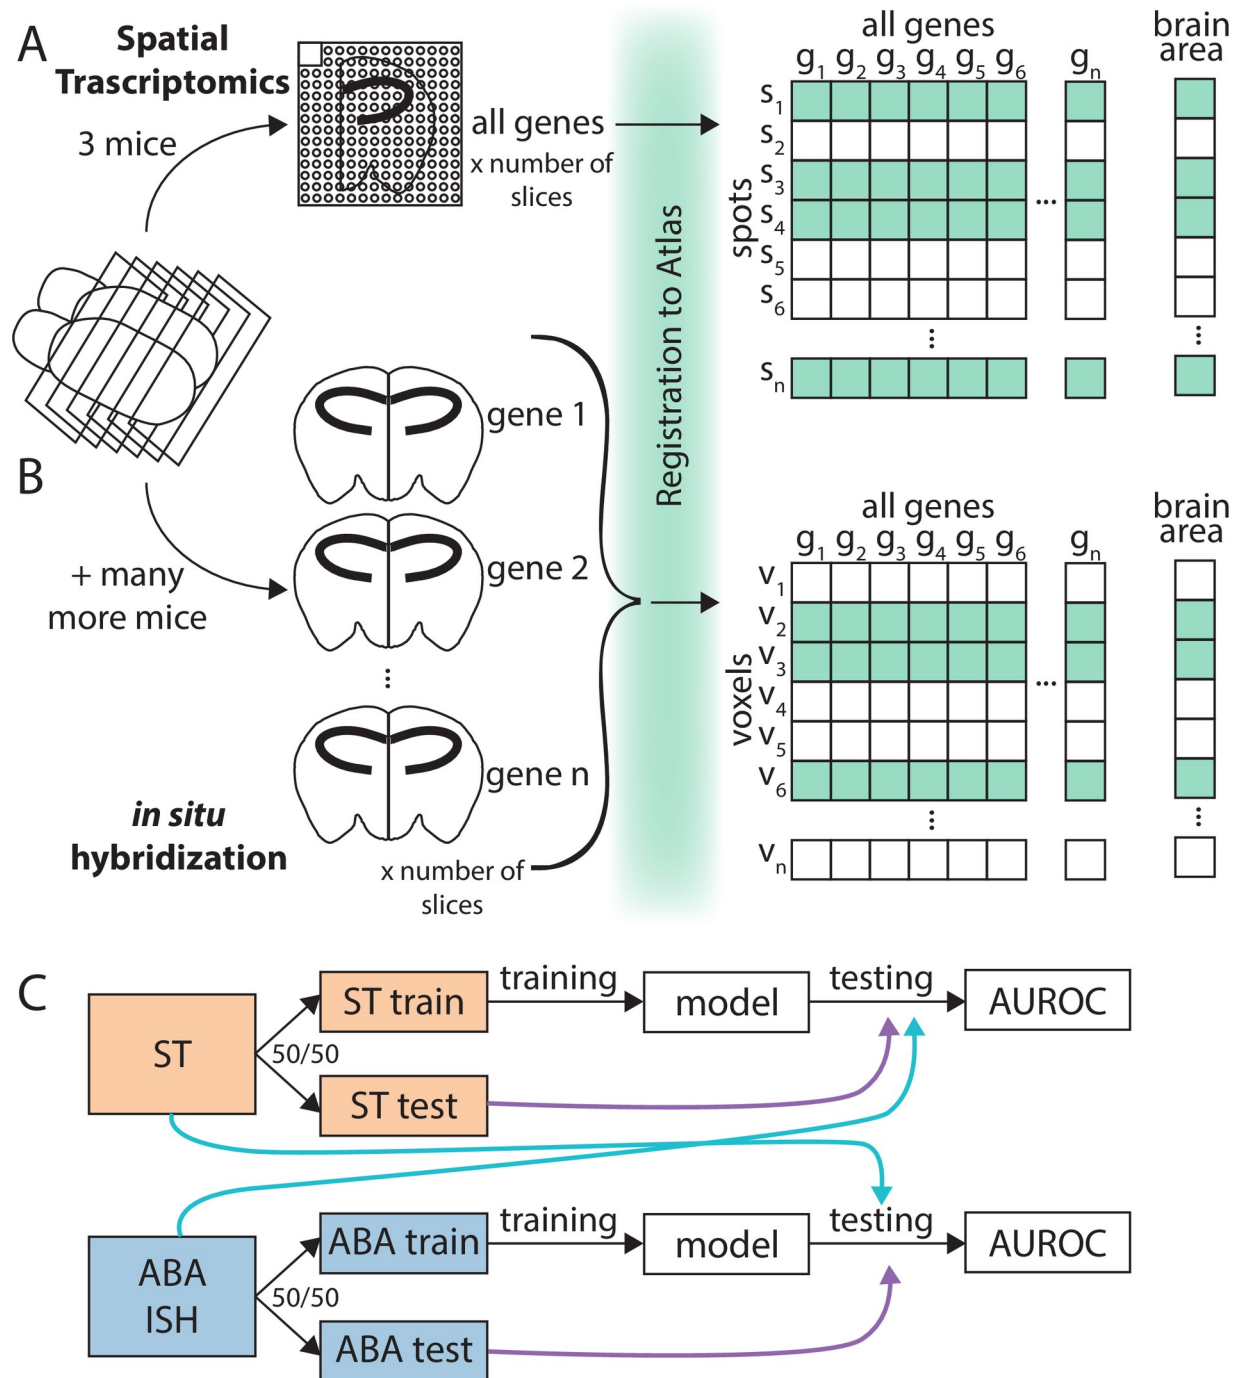 A
Spatial
Trascriptomics
3 mice
all genes
x number of
slices
Registration to Atlas
all genes
g1 g2 g3 g4 g5 g6 gn
brain
area
spots
s1
s2
s3
s4
s5
s6
...
⋮
⋮
sn
B
+ many
more mice
in situ
hybridization
gene 1
gene 2
⋮
gene n
x number of
slices
all genes
g1 g2 g3 g4 g5 g6 gn
brain
area
voxels
v1
v2
v3
v4
v5
v6
...
⋮
⋮
vn
C
ST
50/50
ST train
training
model
testing
AUROC
ST test
ABA
ISH
50/50
ABA train
training
model
testing
AUROC
ABA test